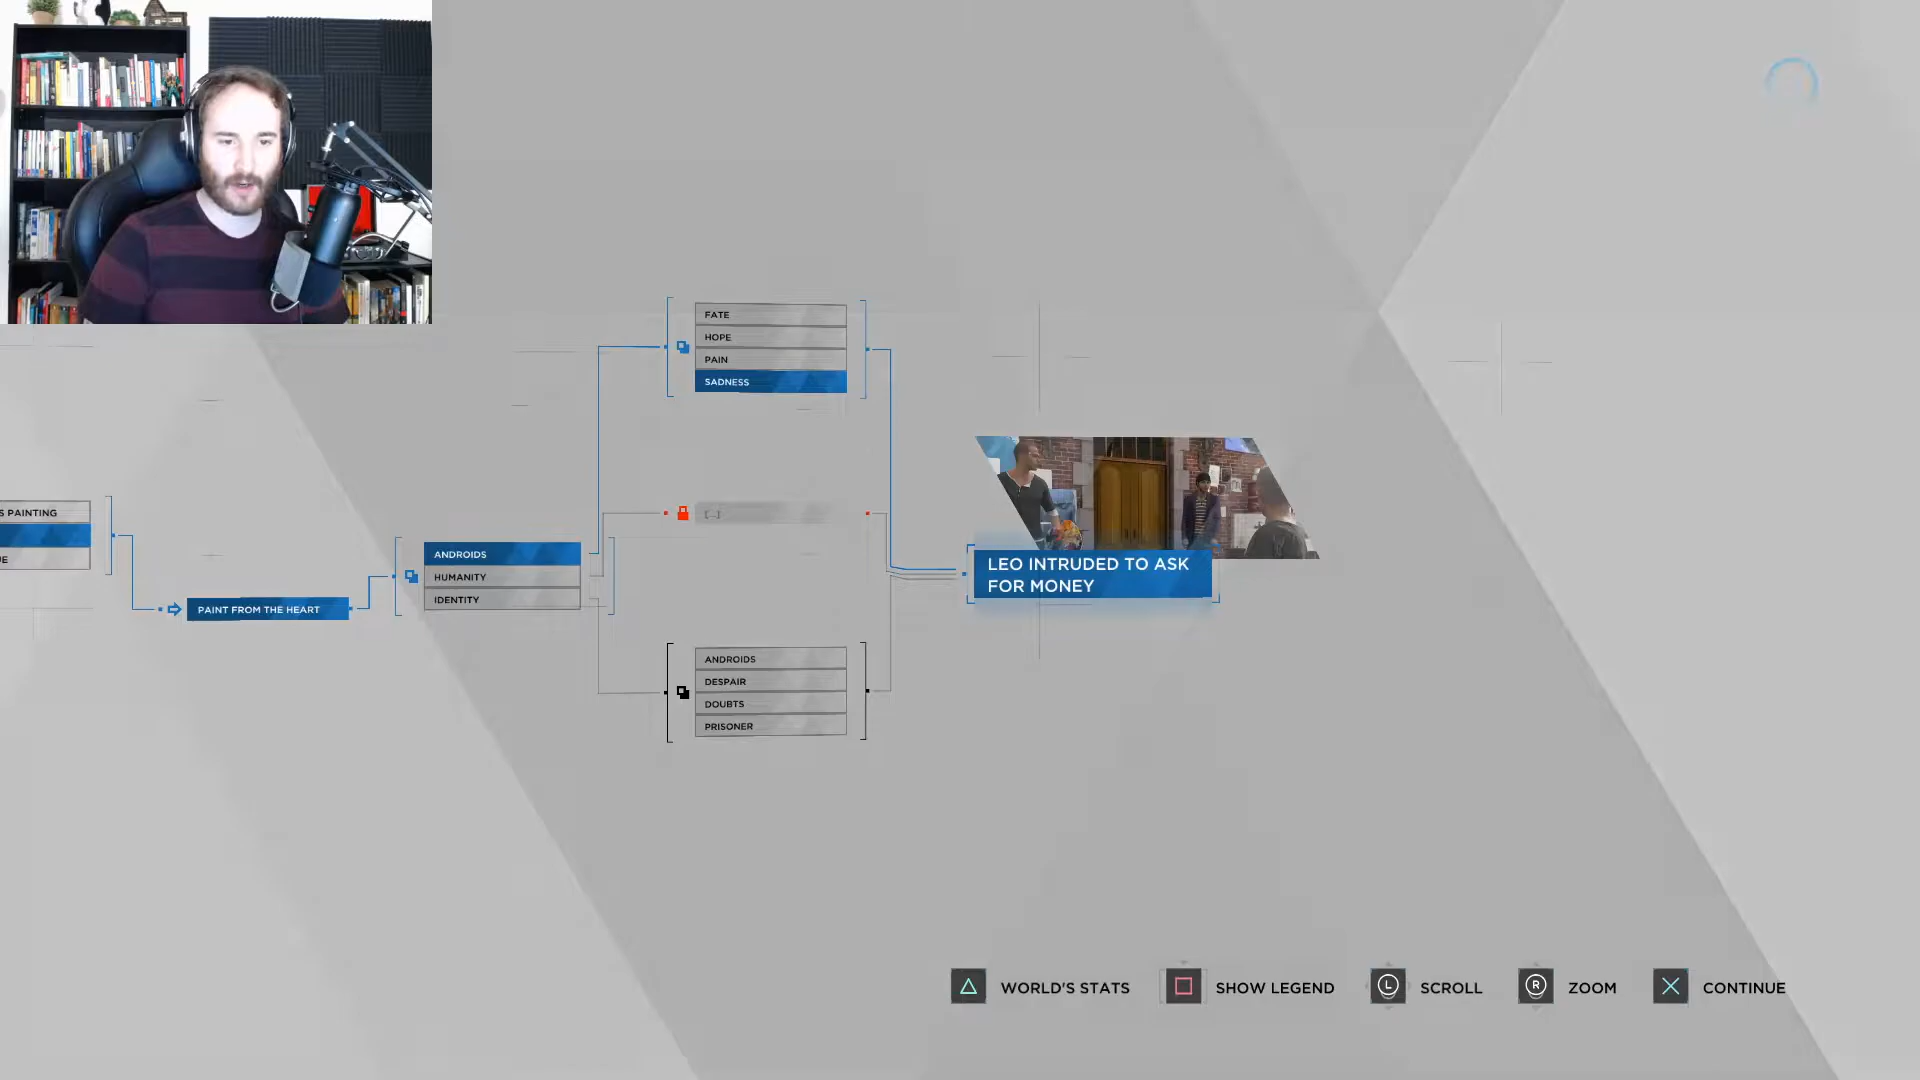 FATE
HOPE
PAIN
SADNESS
S PAINTING
E
PAINT FROM THE HEART
ANDROIDS
HUMANITY
IDENTITY
[...]
LEO INTRUDED TO ASK
FOR MONEY
ANDROIDS
DESPAIR
DOUBTS
PRISONER
WORLD'S STATS
SHOW LEGEND
L
SCROLL
R
ZOOM
CONTINUE